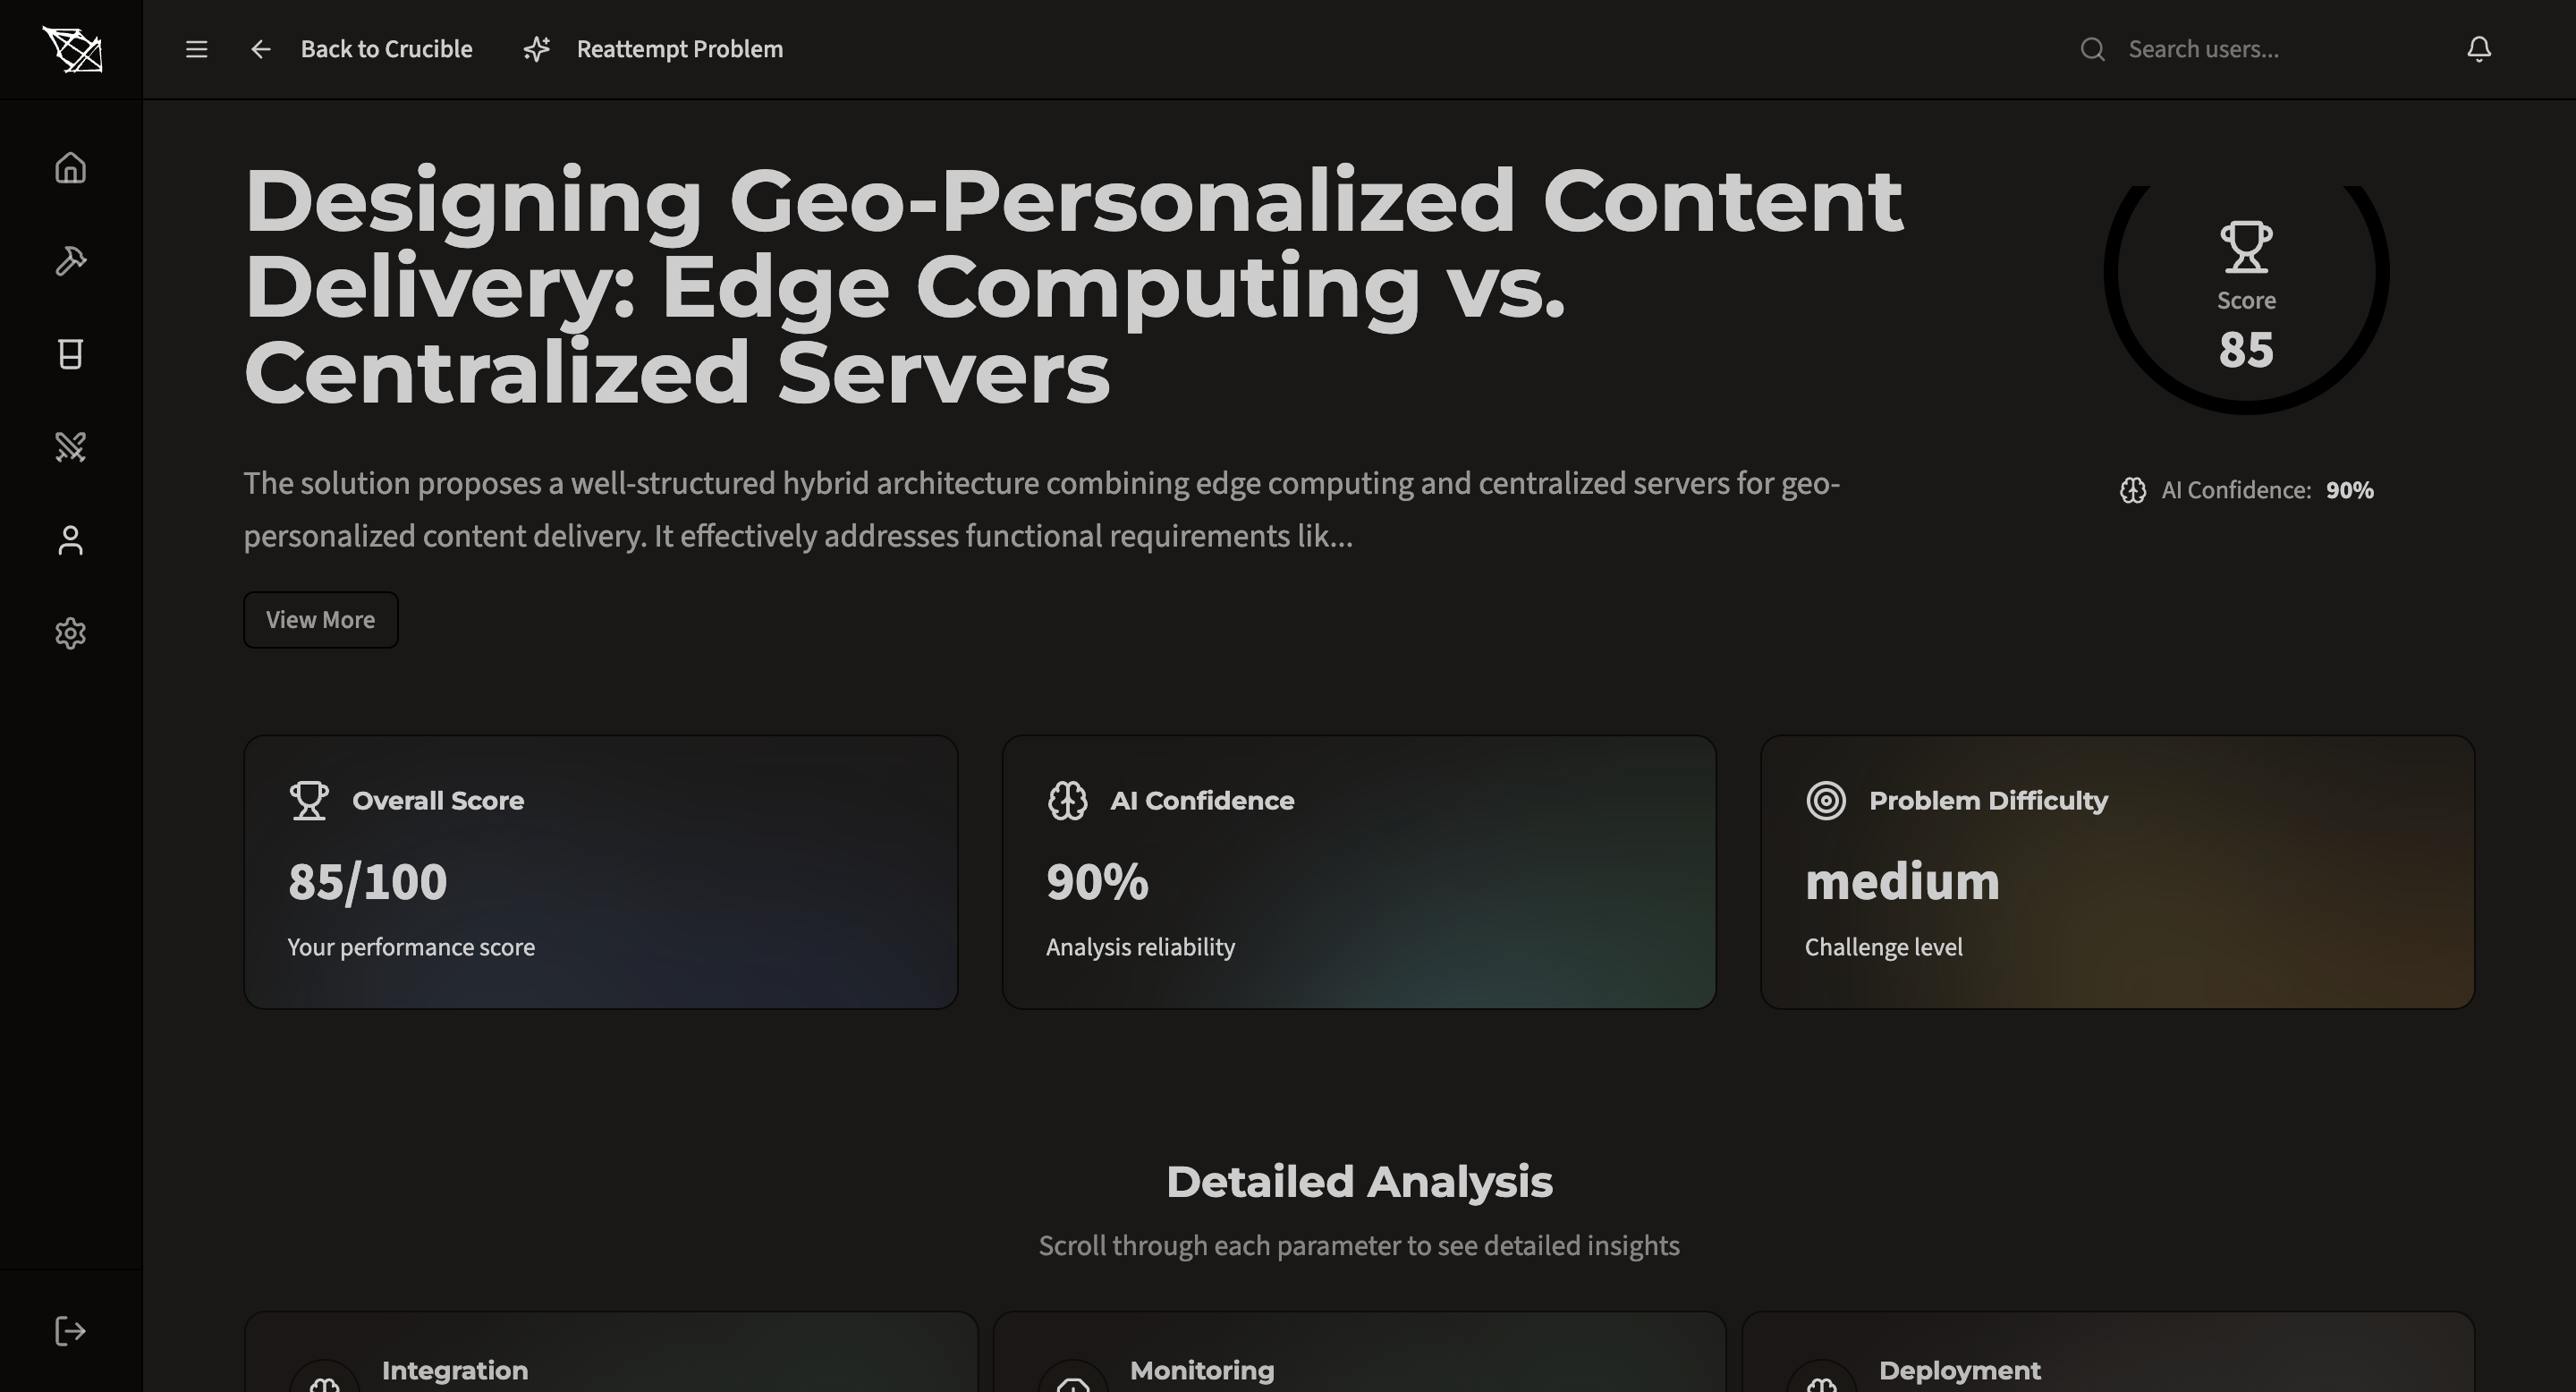 Back to Crucible
Reattempt Problem
Search users...
Designing Geo-Personalized Content
Delivery: Edge Computing vs.
Centralized Servers
Score
85
The solution proposes a well-structured hybrid architecture combining edge computing and centralized servers for geo-
personalized content delivery. It effectively addresses functional requirements lik...
AI Confidence: 90%
View More
Overall Score
85/100
Your performance score
AI Confidence
90%
Analysis reliability
Problem Difficulty
medium
Challenge level
Detailed Analysis
Scroll through each parameter to see detailed insights
Integration
Monitoring
Deployment